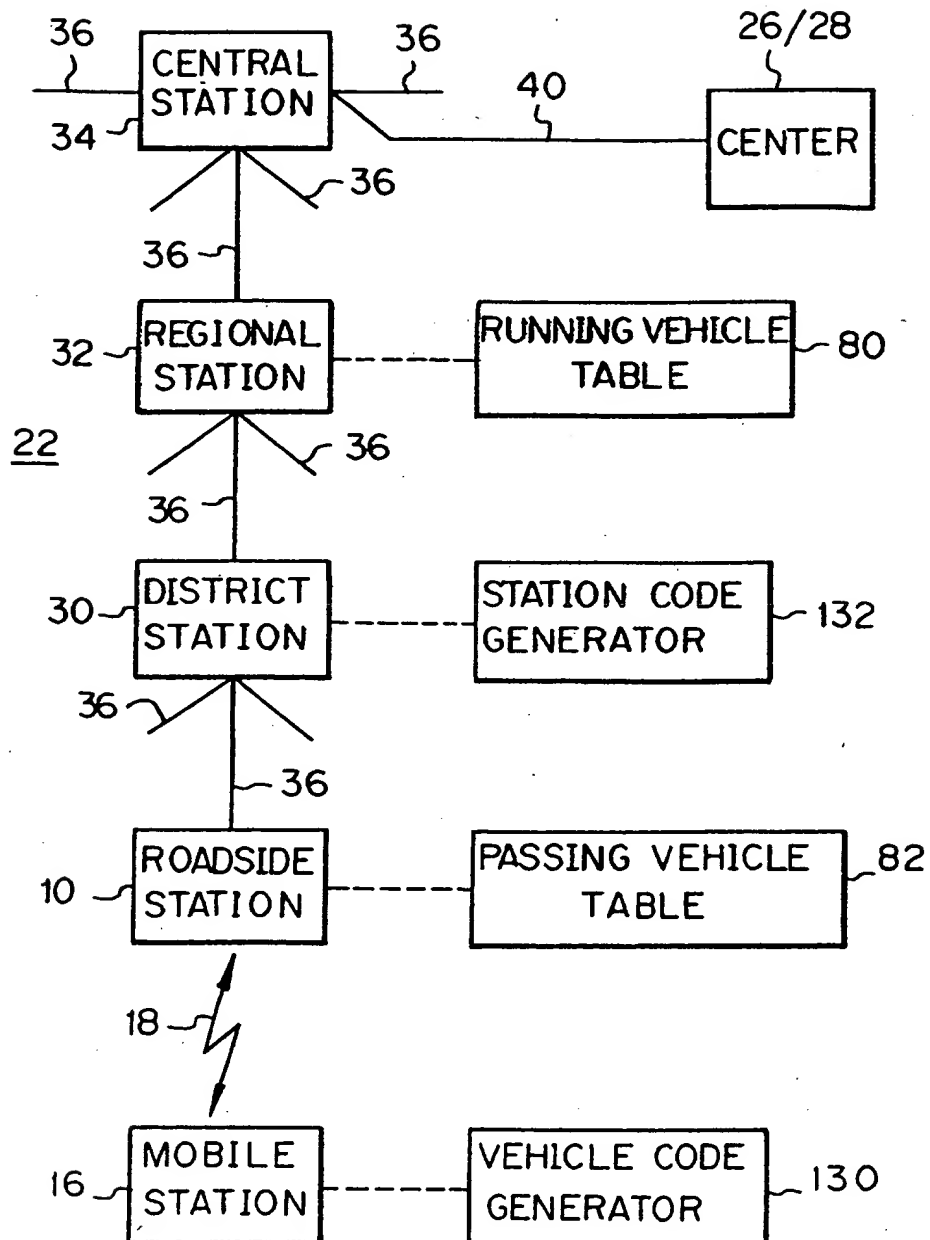 36
36
26/28
CENTRAL
STATION
34
40
CENTER
36
36
32
REGIONAL
STATION
RUNNING VEHICLE
TABLE
80
22
36
36
30
DISTRICT
STATION
STATION CODE
GENERATOR
132
36
36
10
ROADSIDE
STATION
PASSING VEHICLE
TABLE
82
18
16
MOBILE
STATION
VEHICLE CODE
GENERATOR
130